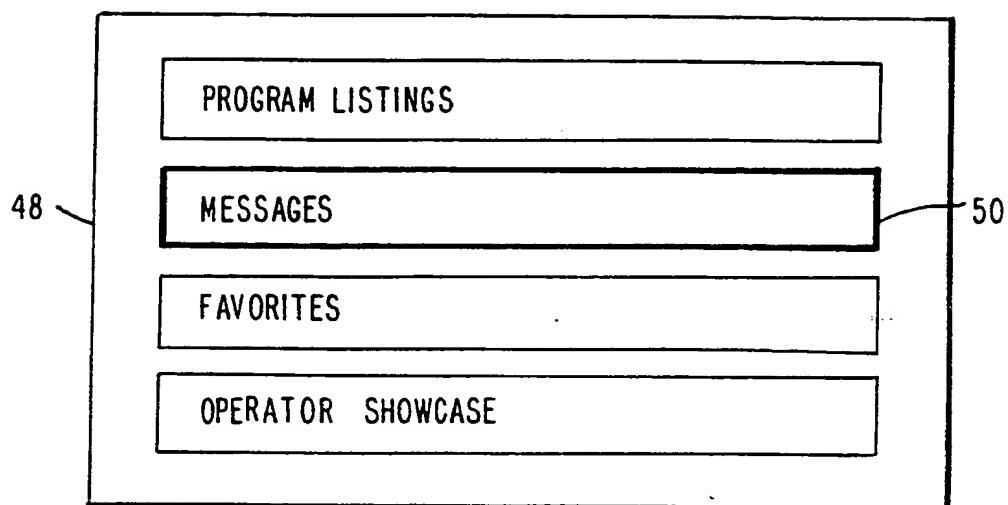 PROGRAM LISTINGS
48
MESSAGES
50
FAVORITES
OPERATOR SHOWCASE